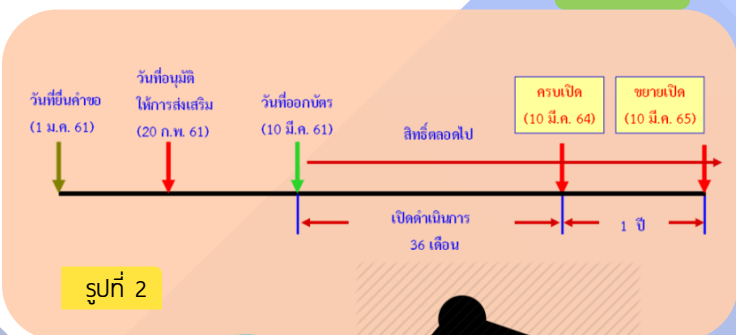 วันที่ยื่นคำขอ
(1 ม.ค. 61)
วันที่อนุมัติ
ให้การส่งเสริม
(20 ก.พ. 61)
วันที่ออกบัตร
(10 มี.ค. 61)
สิทธิ์ตลอดไป
ครบเปิด
(10 มี.ค. 64)
ขยายเปิด
(10 มี.ค. 65)
เปิดดำเนินการ
36 เดือน
1 ปี
รูปที่ 2